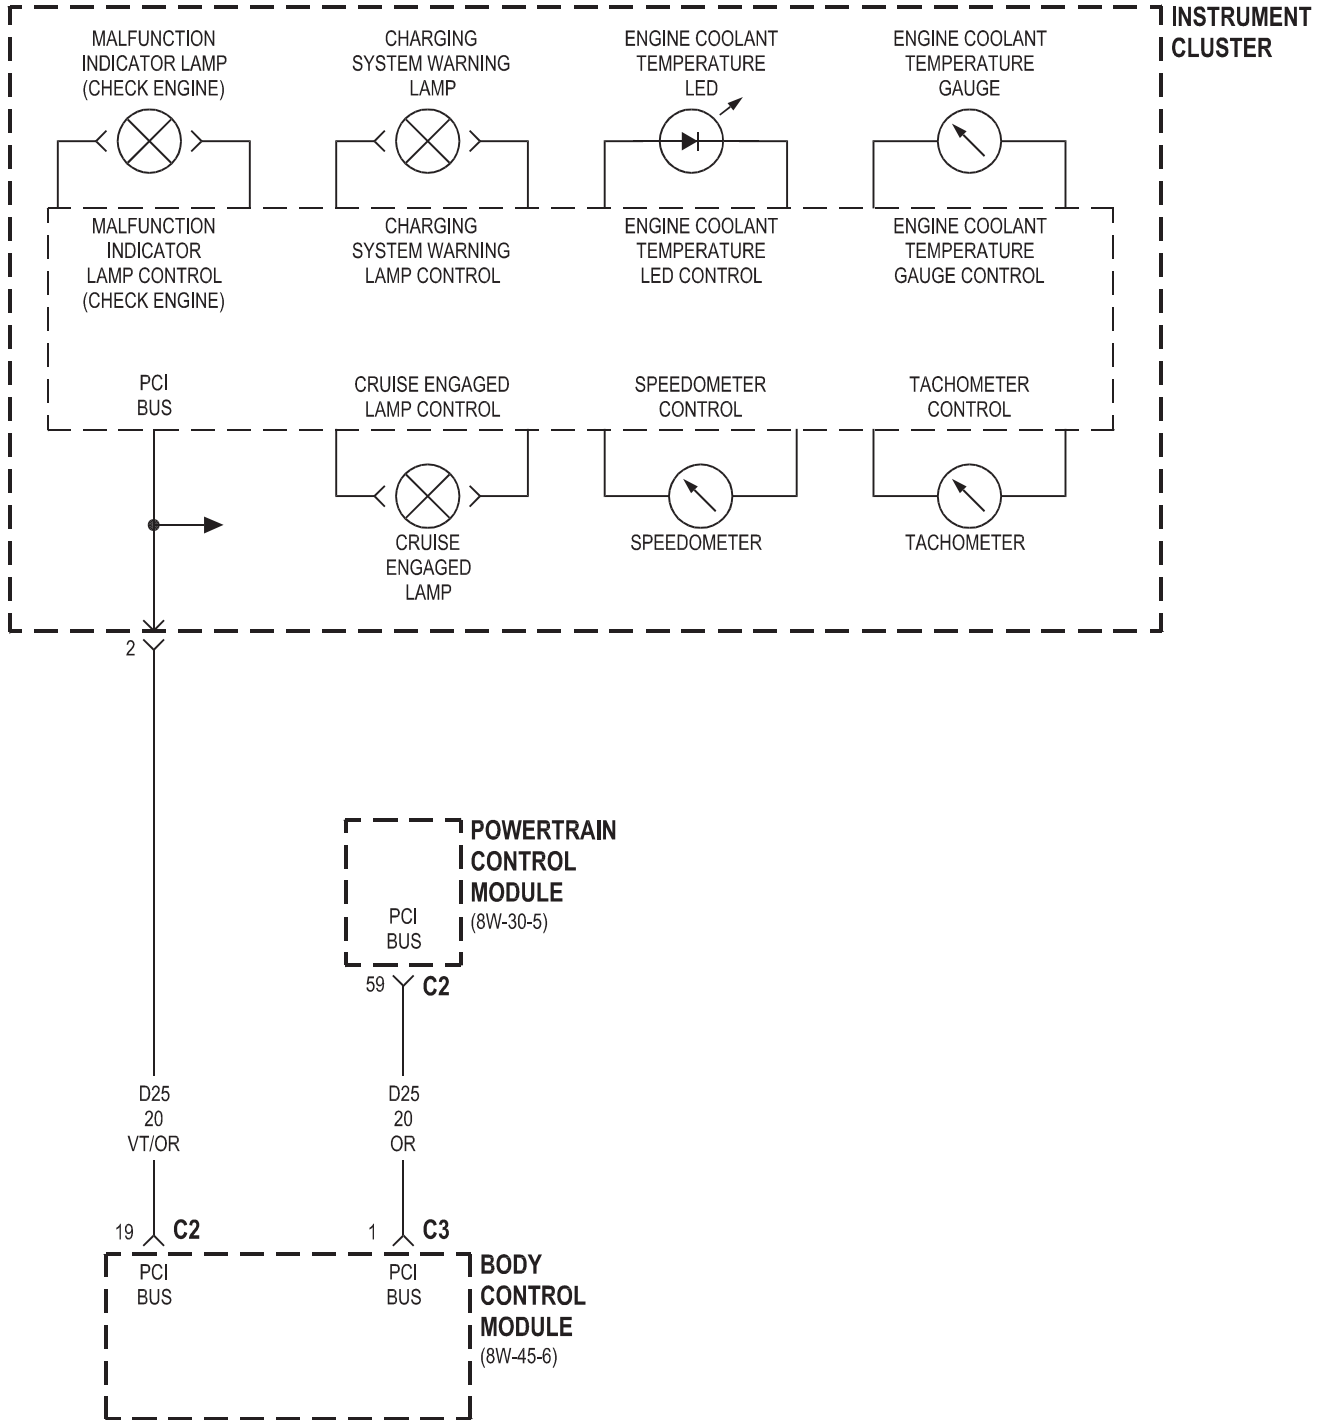 INSTRUMENT
CLUSTER
MALFUNCTION
INDICATOR LAMP
(CHECK ENGINE)
CHARGING
SYSTEM WARNING
LAMP
ENGINE COOLANT
TEMPERATURE
LED
ENGINE COOLANT
TEMPERATURE
GAUGE
MALFUNCTION
INDICATOR
LAMP CONTROL
(CHECK ENGINE)
CHARGING
SYSTEM WARNING
LAMP CONTROL
ENGINE COOLANT
TEMPERATURE
LED CONTROL
ENGINE COOLANT
TEMPERATURE
GAUGE CONTROL
PCI
BUS
CRUISE ENGAGED
LAMP CONTROL
SPEEDOMETER
CONTROL
TACHOMETER
CONTROL
CRUISE
ENGAGED
LAMP
SPEEDOMETER
TACHOMETER
2
POWERTRAIN
CONTROL
MODULE
(8W-30-5)
PCI
BUS
59
C2
D25
20
VT/OR
D25
20
OR
19
C2
1
C3
PCI
BUS
PCI
BUS
BODY
CONTROL
MODULE
(8W-45-6)